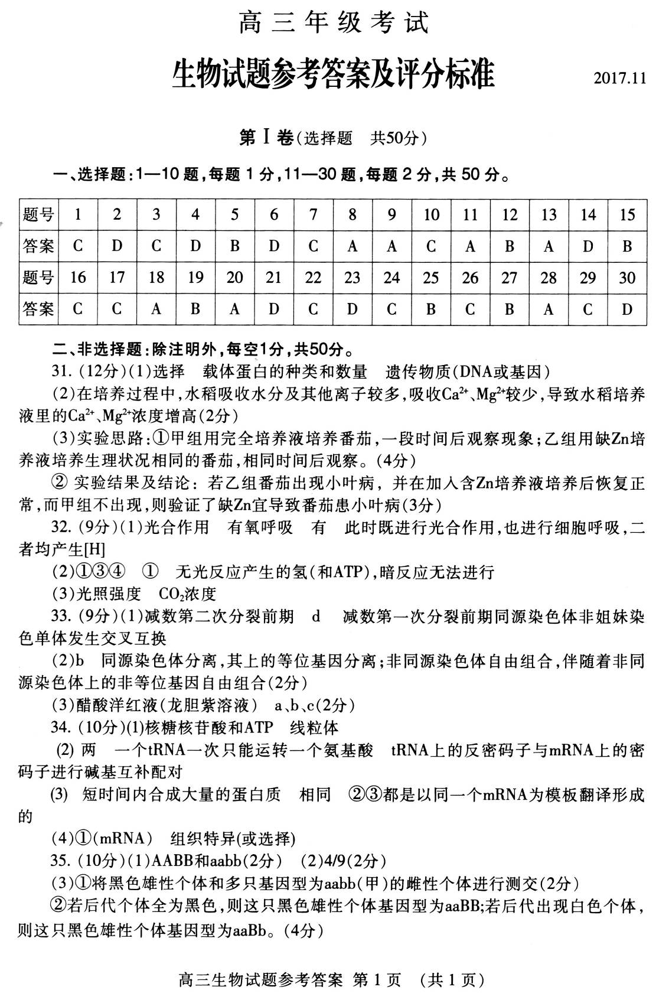 高三年级考试
生物试题参考答案及评分标准 2017.11
第Ⅰ卷(选择题 共50分)
一、选择题:1—10 题,每题 1 分,11—30 题,每题 2 分,共 50 分。
题号 1 2 3 4 5 6 7 8 9 10 11 12 13 14 15
答案 C D C D B D C A A C A B A D B
题号 16 17 18 19 20 21 22 23 24 25 26 27 28 29 30
答案 C C A B A D C D C B C B A C D
二、非选择题:除注明外,每空1分,共50分。
31. (12分)(1)选择 载体蛋白的种类和数量 遗传物质(DNA或基因)
(2)在培养过程中,水稻吸收水分及其他离子较多,吸收Ca²⁺、Mg²⁺较少,导致水稻培养
液里的Ca²⁺、Mg²⁺浓度增高(2分)
(3)实验思路:①甲组用完全培养液培养番茄,一段时间后观察现象;乙组用缺Zn培
养液培养生理状况相同的番茄,相同时间后观察。(4分)
② 实验结果及结论: 若乙组番茄出现小叶病, 并在加入含Zn培养液培养后恢复正
常,而甲组不出现,则验证了缺Zn宜导致番茄患小叶病(3分)
32. (9分)(1)光合作用 有氧呼吸 有 此时既进行光合作用,也进行细胞呼吸,二
者均产生[H]
(2)①③④ ① 无光反应产生的氢(和ATP),暗反应无法进行
(3)光照强度 CO₂浓度
33. (9分)(1)减数第二次分裂前期 d 减数第一次分裂前期同源染色体非姐妹染
色单体发生交叉互换
(2)b 同源染色体分离,其上的等位基因分离;非同源染色体自由组合,伴随着非同
源染色体上的非等位基因自由组合(2分)
(3)醋酸洋红液(龙胆紫溶液) a、b、c(2分)
34. (10分)(1)核糖核苷酸和ATP 线粒体
(2) 两 一个tRNA一次只能运转一个氨基酸 tRNA上的反密码子与mRNA上的密
码子进行碱基互补配对
(3) 短时间内合成大量的蛋白质 相同 ②③都是以同一个mRNA为模板翻译形成
的
(4)①(mRNA) 组织特异(或选择)
35. (10分)(1)AABB和aabb(2分) (2)4/9(2分)
(3)①将黑色雄性个体和多只基因型为aabb(甲)的雌性个体进行测交(2分)
②若后代个体全为黑色,则这只黑色雄性个体基因型为aaBB;若后代出现白色个体,
则这只黑色雄性个体基因型为aaBb。(4分)
高三生物试题参考答案 第 1 页 (共 1 页)